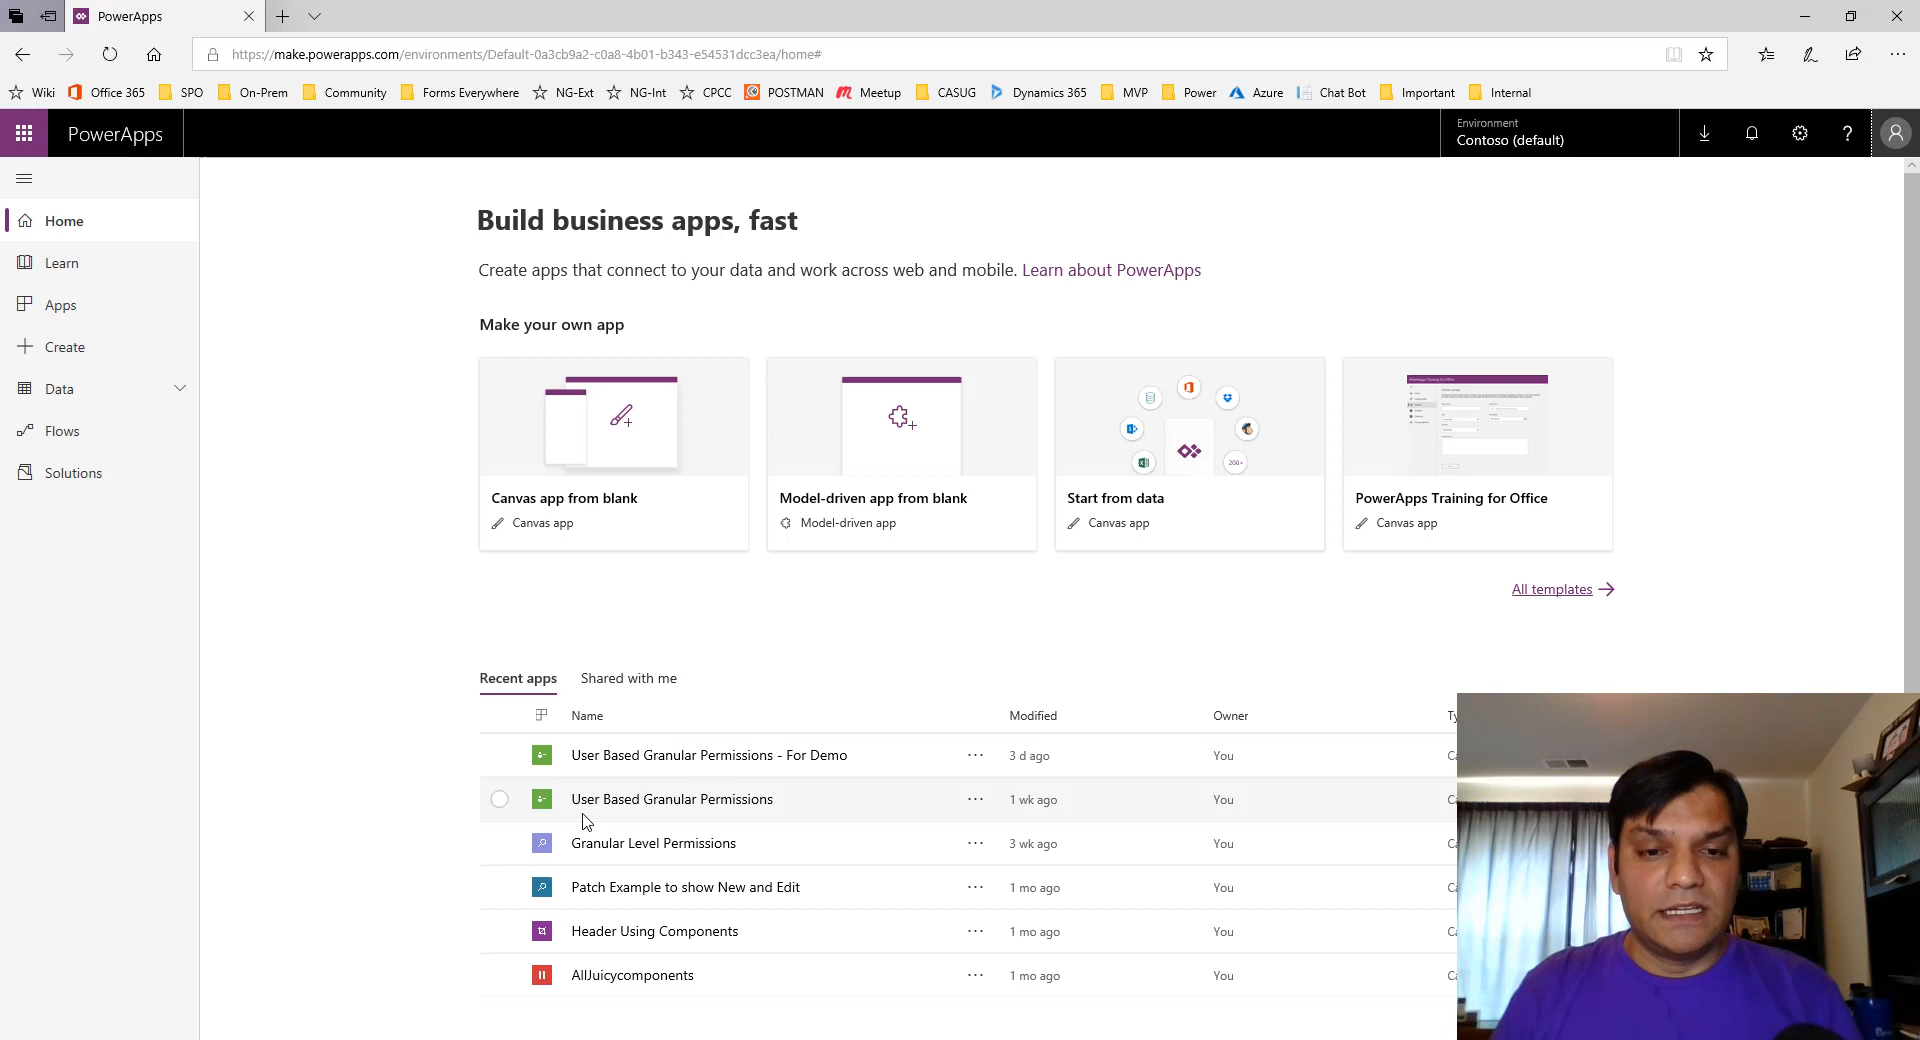 PowerApps
https://make.powerapps.com/environments/Default-0a3cb9a2-c0a8-4b01-b343-e54531dcc3ea/home#
Wiki Office 365 SPO On-Prem Community Forms Everywhere NG-Ext NG-Int CPCC POSTMAN Meetup CASUG Dynamics 365 MVP Power Azure Chat Bot Important Internal
PowerApps
Environment
Contoso (default)
?
Home
Learn
Apps
Create
Data
Flows
Solutions
Build business apps, fast
Create apps that connect to your data and work across web and mobile. Learn about PowerApps
Make your own app
200+
Canvas app from blank
Canvas app
Model-driven app from blank
Model-driven app
Start from data
Canvas app
PowerApps Training for Office
Canvas app
All templates
Recent apps Shared with me
Name Modified Owner Ty
User Based Granular Permissions - For Demo ... 3 d ago You Ca
User Based Granular Permissions ... 1 wk ago You Ca
Granular Level Permissions ... 3 wk ago You Ca
Patch Example to show New and Edit ... 1 mo ago You Ca
Header Using Components ... 1 mo ago You Ca
AllJuicycomponents ... 1 mo ago You Ca